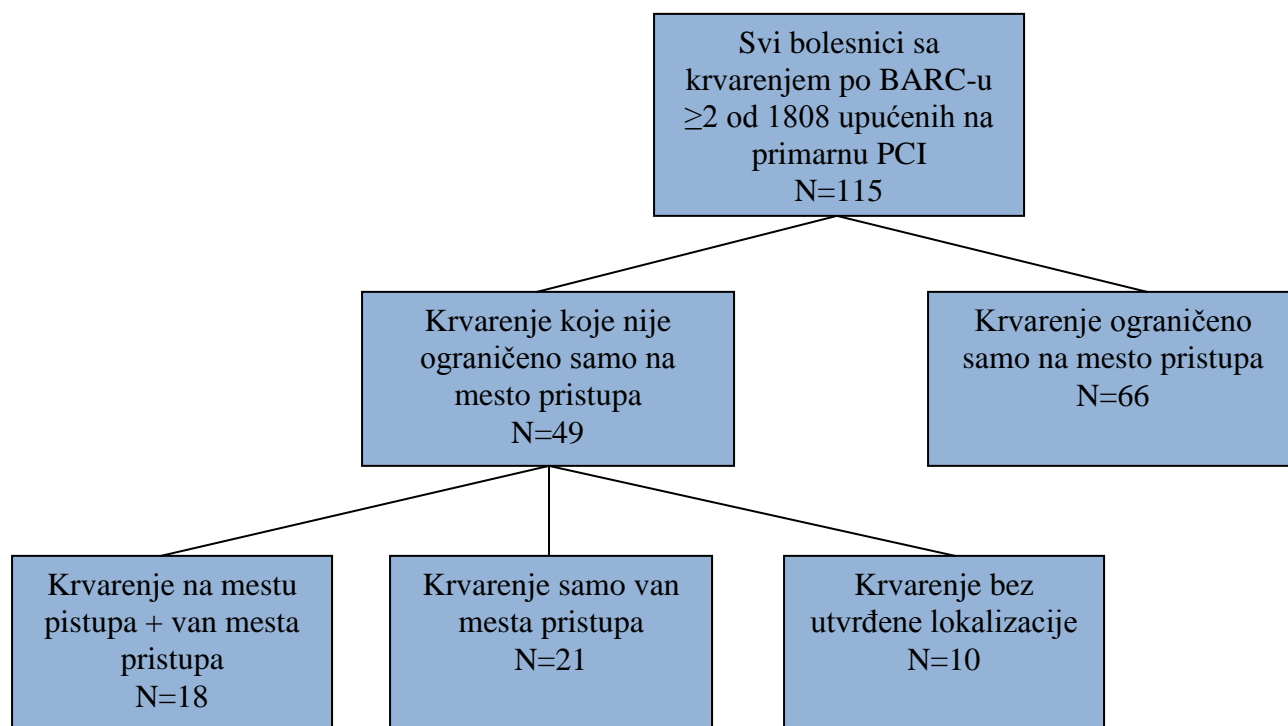 Svi bolesnici sa
krvarenjem po BARC-u
≥2 od 1808 upućenih na
primarnu PCI
N=115
Krvarenje koje nije
ograničeno samo na
mesto pristupa
N=49
Krvarenje ograničeno
samo na mesto pristupa
N=66
Krvarenje na mestu
pistupa + van mesta
pristupa
N=18
Krvarenje samo van
mesta pristupa
N=21
Krvarenje bez
utvrđene lokalizacije
N=10